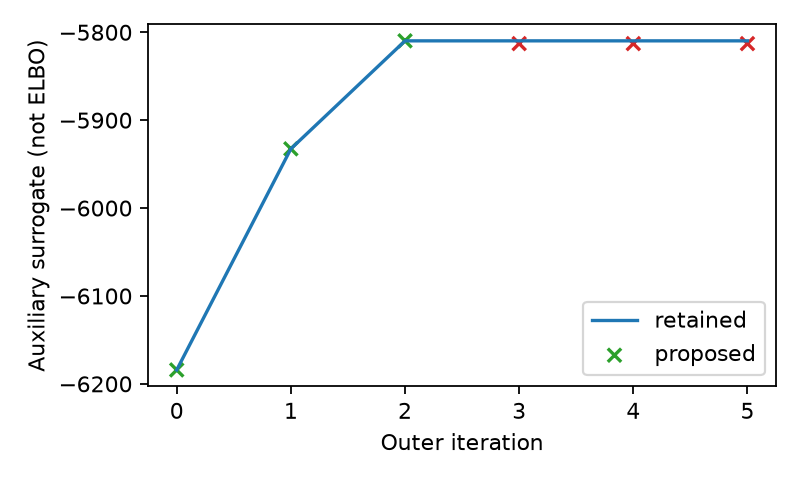 Auxiliary surrogate (not ELBO)
−5800
−5900
−6000
−6100
−6200
retained
proposed
0 1 2 3 4 5
Outer iteration